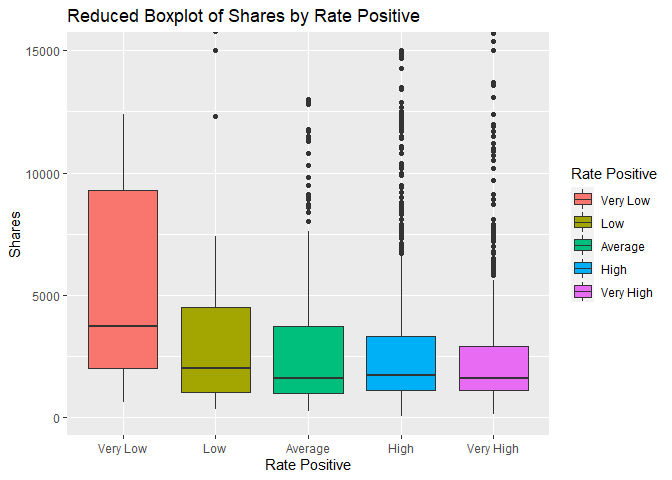 Reduced Boxplot of Shares by Rate Positive
15000
10000
5000
0
Shares
Very Low
Low
Average
High
Very High
Rate Positive
Rate Positive
Very Low
Low
Average
High
Very High